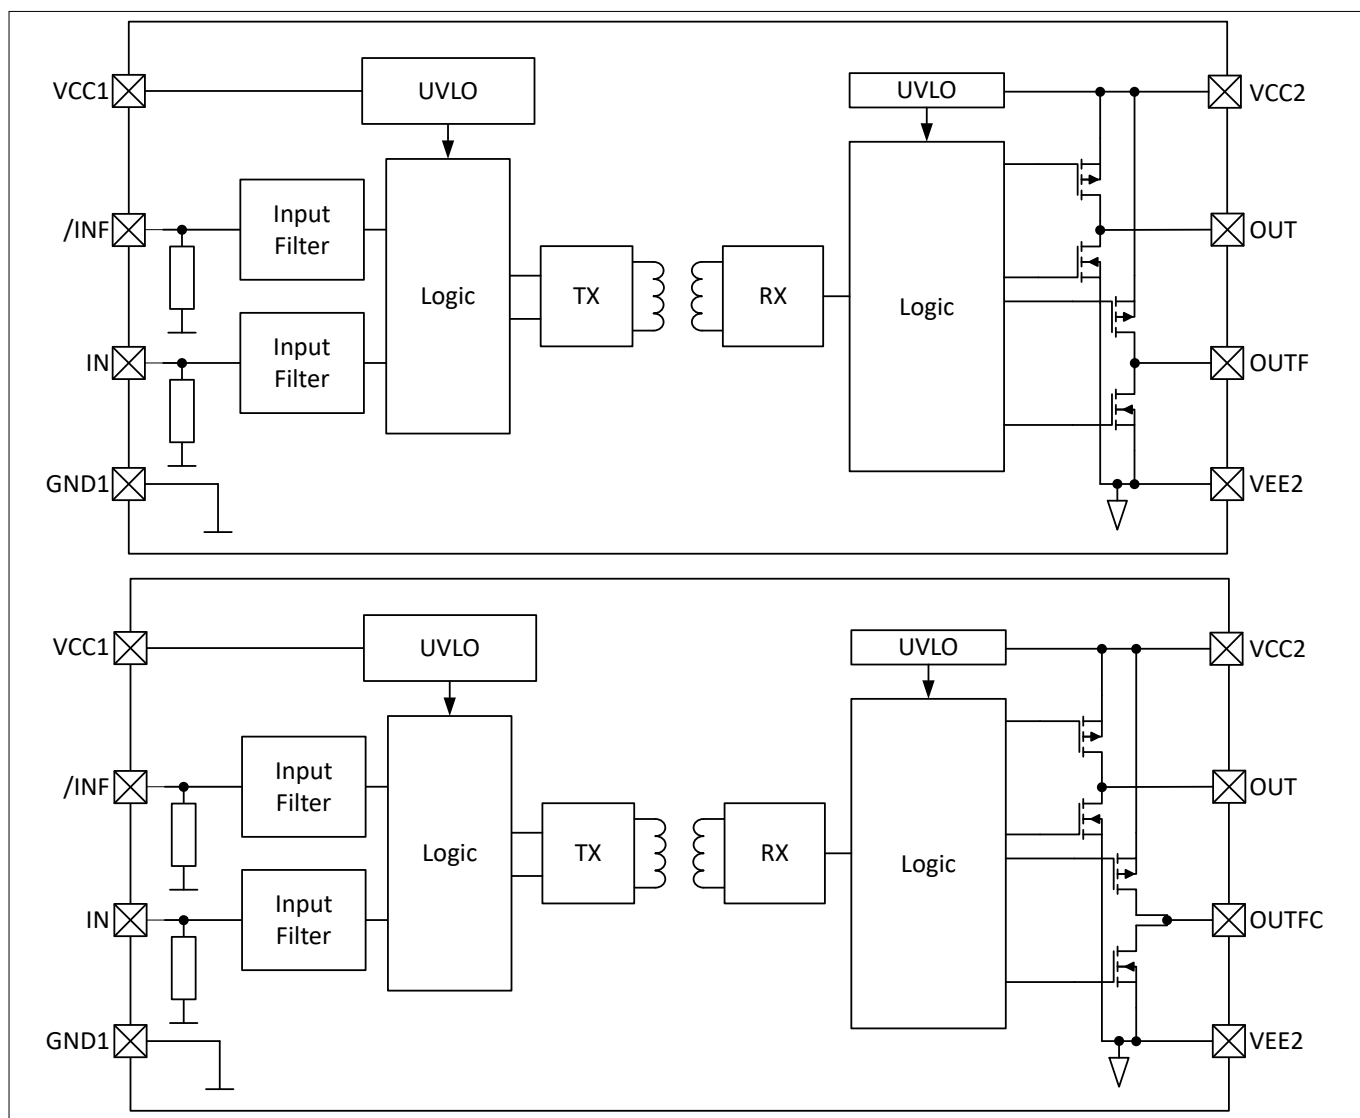 VCC1
UVLO
UVLO
VCC2
/INF
Input
Filter
OUT
Logic
TX
RX
Logic
IN
Input
Filter
OUTF
GND1
VEE2
VCC1
UVLO
UVLO
VCC2
/INF
Input
Filter
OUT
Logic
TX
RX
Logic
IN
Input
Filter
OUTFC
GND1
VEE2